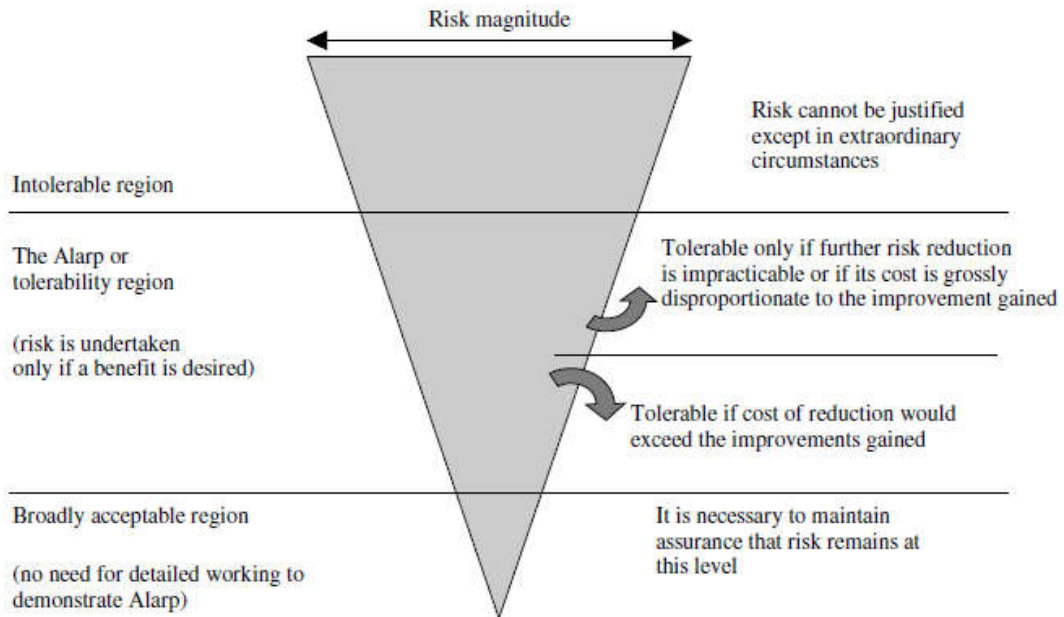 Risk magnitude
Risk cannot be justified
except in extraordinary
circumstances
Intolerable region
The Alarp or
tolerability region
(risk is undertaken
only if a benefit is desired)
Tolerable only if further risk reduction
is impracticable or if its cost is grossly
disproportionate to the improvement gained
Tolerable if cost of reduction would
exceed the improvements gained
Broadly acceptable region
(no need for detailed working to
demonstrate Alarp)
It is necessary to maintain
assurance that risk remains at
this level